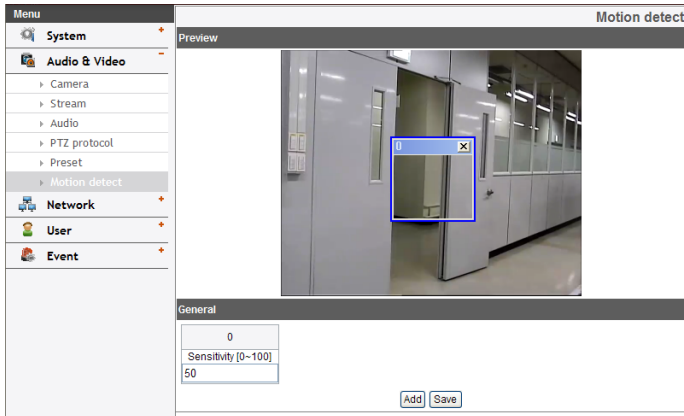 Menu
System
Audio & Video
Camera
Stream
Audio
PTZ protocol
Preset
Motion detect
Network
User
Event
Motion detect
Preview
0
General
0
Sensitivity [0~100]
50
Add Save